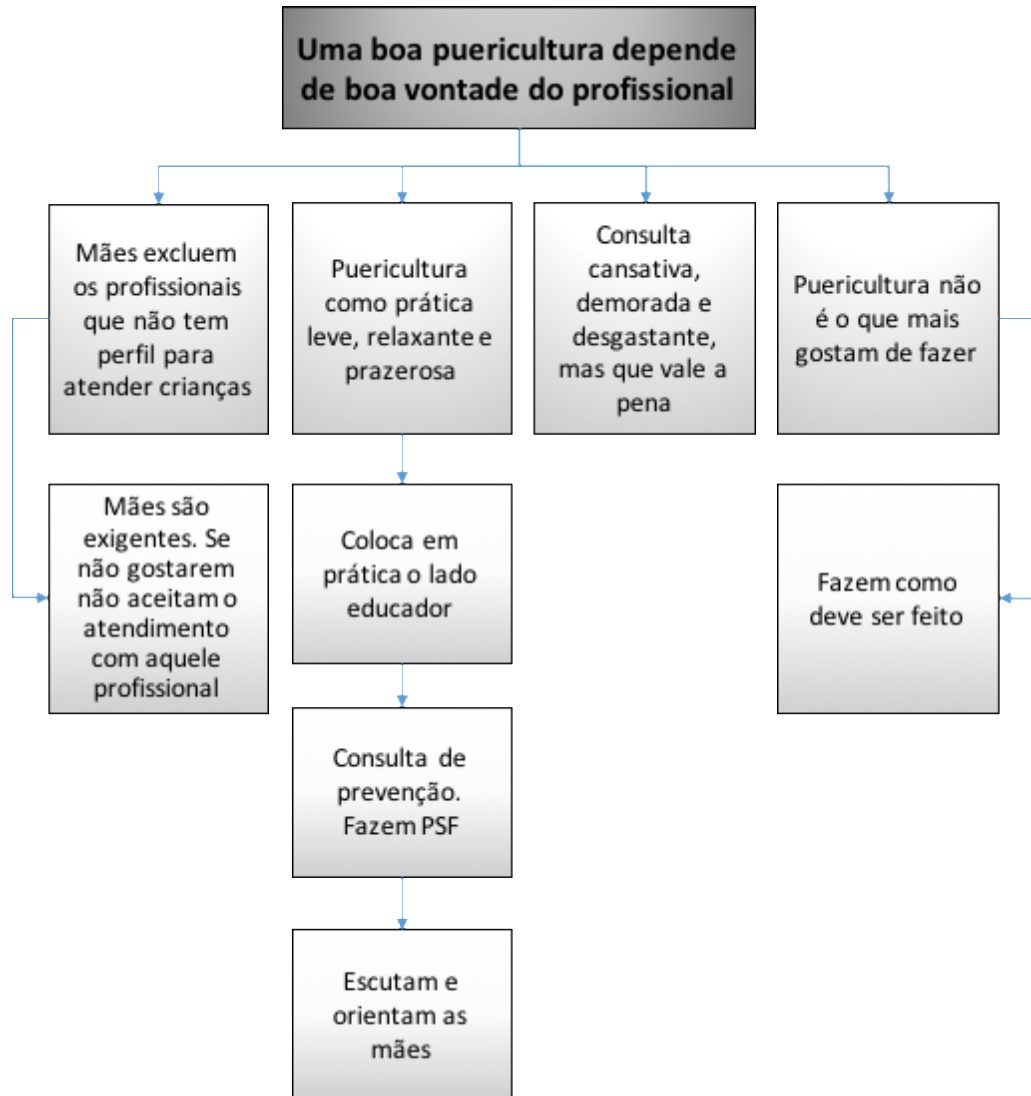 Uma boa puericultura depende
de boa vontade do profissional
Mães excluem
os profissionais
que não tem
perfil para
atender crianças
Puericultura
como prática
leve, relaxante e
prazerosa
Consulta
cansativa,
demorada e
desgastante,
mas que vale a
pena
Puericultura não
é o que mais
gostam de fazer
Mães são
exigentes. Se
não gostarem
não aceitam o
atendimento
com aquele
profissional
Coloca em
prática o lado
educador
Fazem como
deve ser feito
Consulta de
prevenção.
Fazem PSF
Escutam e
orientam as
mães